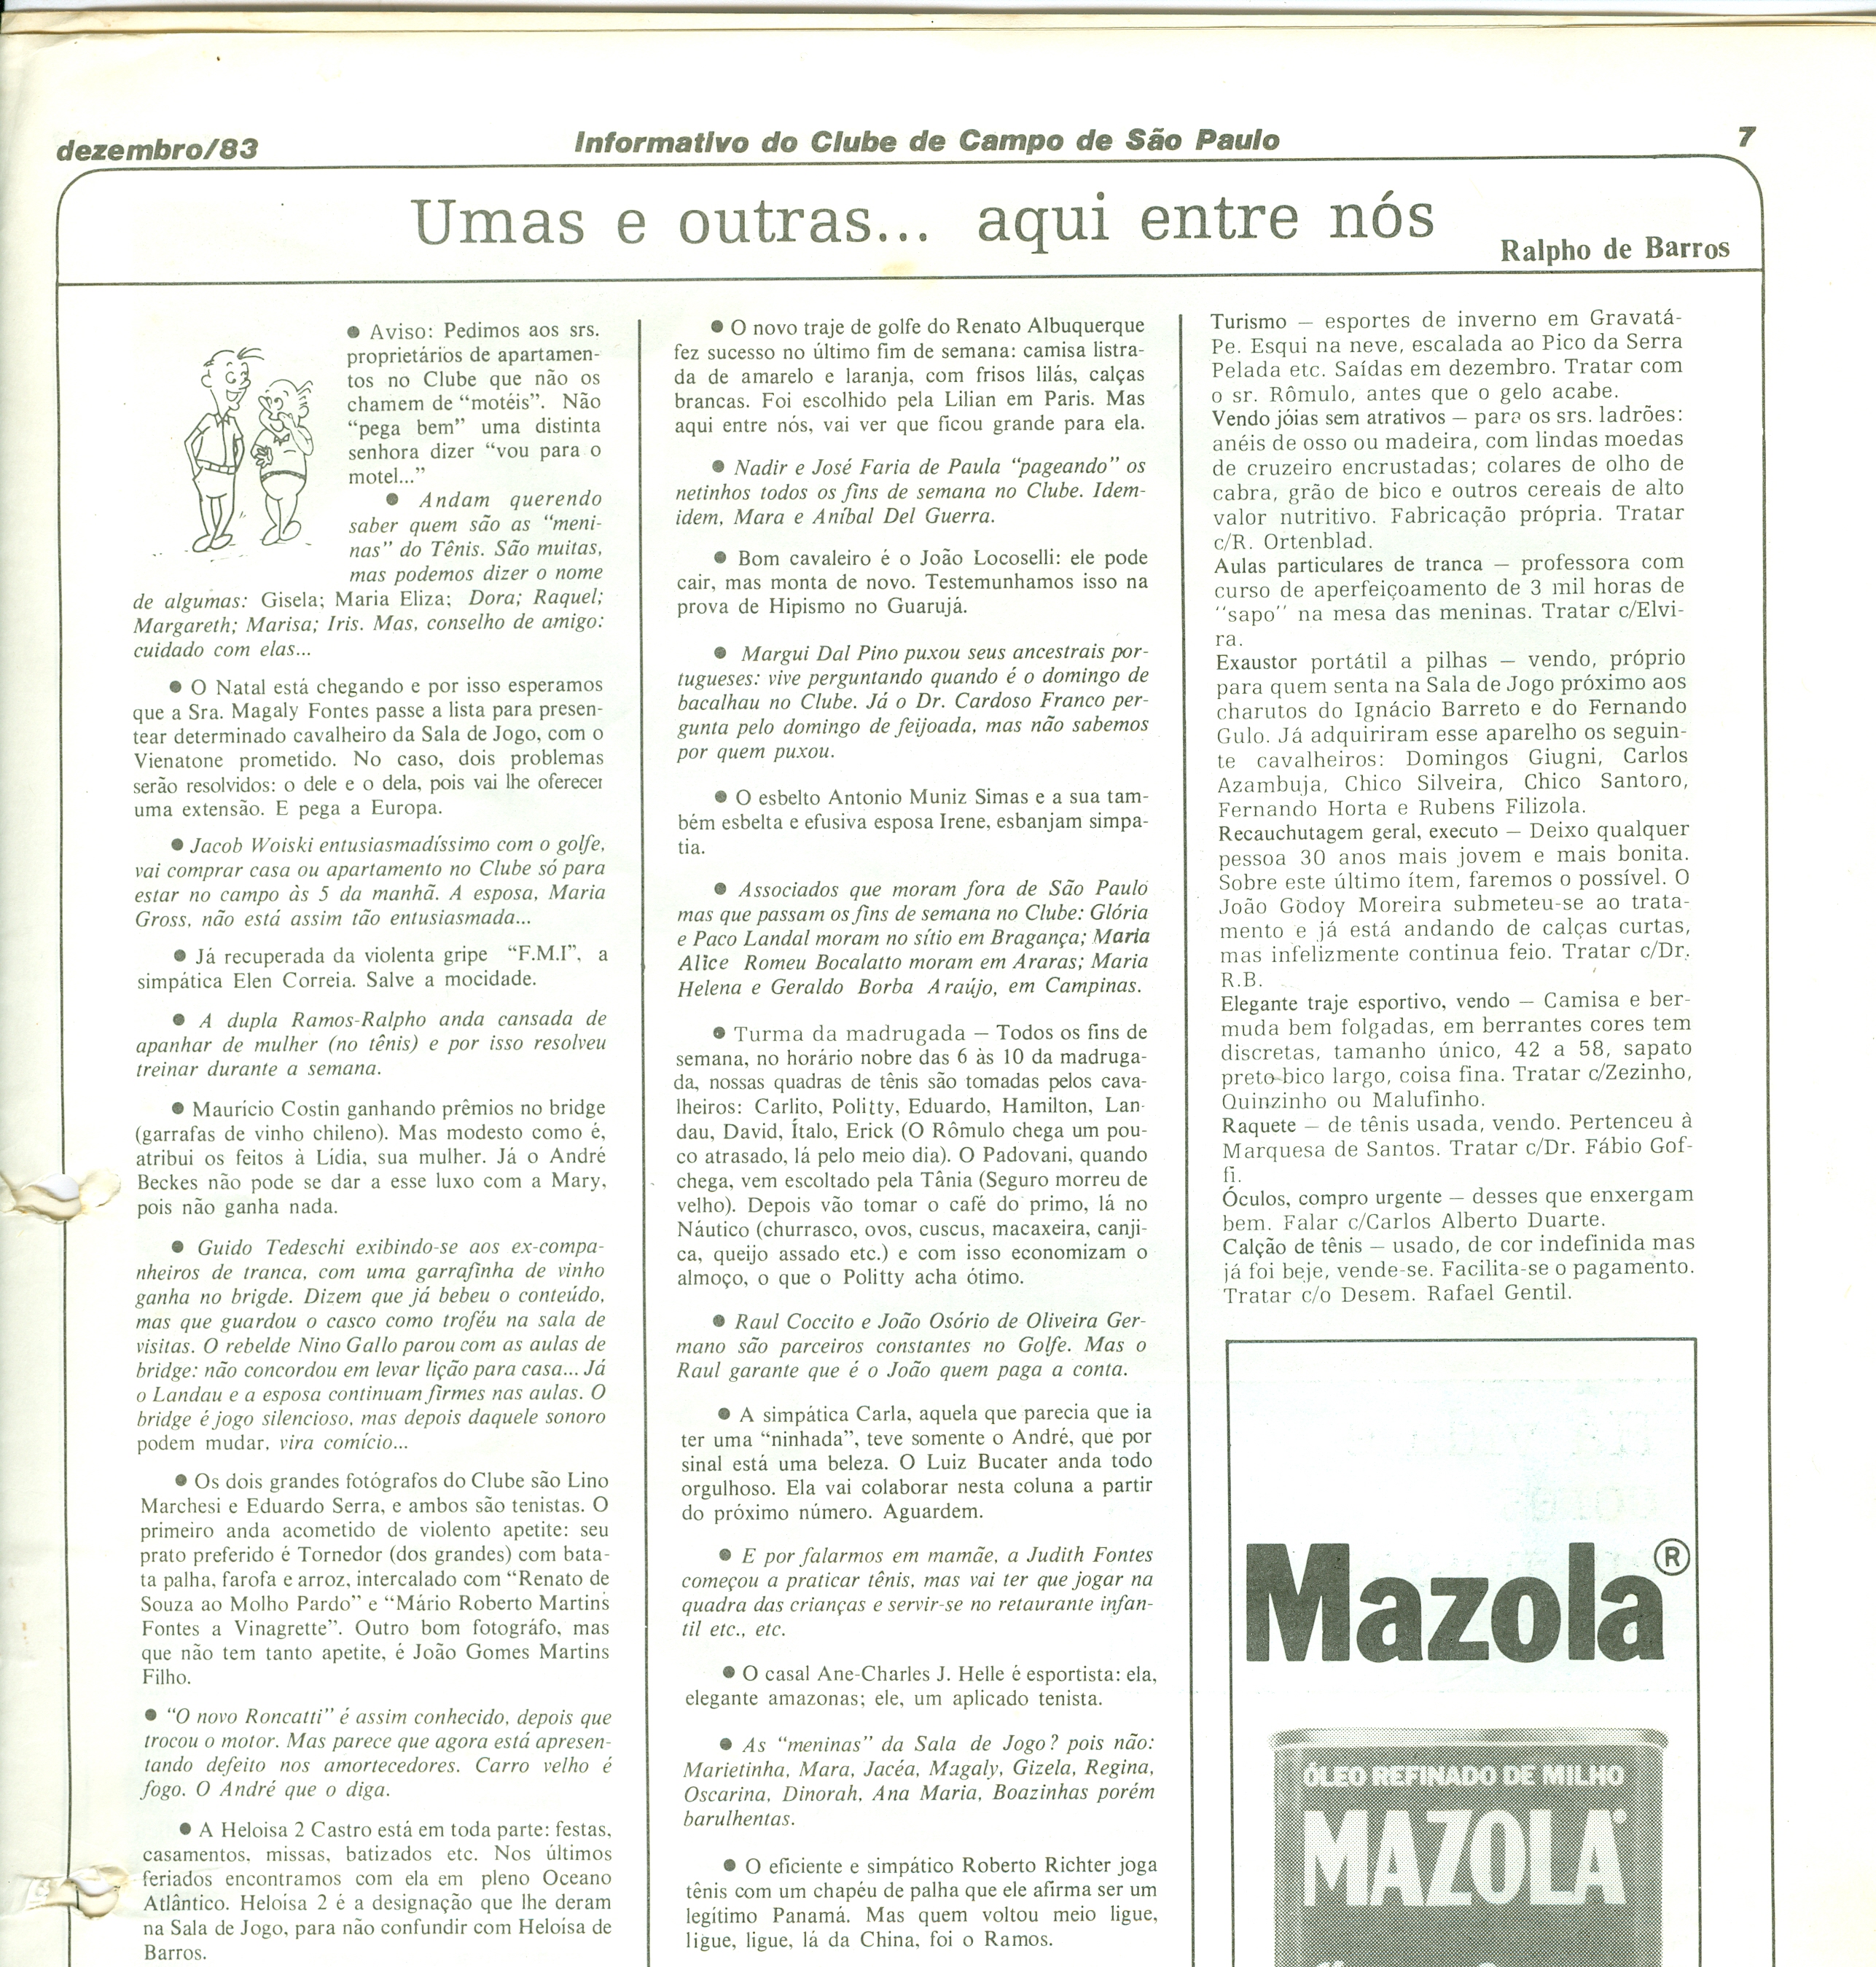 dezembro/83
Informativo do Clube de Campo de São Paulo
7
Umas e outras... aqui entre nós
Ralpho de Barros
● Aviso: Pedimos aos srs.
proprietários de apartamen-
tos no Clube que não os
chamem de “motéis”. Não
“pega bem” uma distinta
senhora dizer “vou para o
motel...”
● Andam querendo
saber quem são as “meni-
nas” do Tênis. São muitas,
mas podemos dizer o nome
de algumas: Gisela; Maria Eliza; Dora; Raquel;
Margareth; Marisa; Iris. Mas, conselho de amigo:
cuidado com elas...
● O Natal está chegando e por isso esperamos
que a Sra. Magaly Fontes passe a lista para presen-
tear determinado cavalheiro da Sala de Jogo, com o
Vienatone prometido. No caso, dois problemas
serão resolvidos: o dele e o dela, pois vai lhe oferecer
uma extensão. E pega a Europa.
● Jacob Woiski entusiasmadíssimo com o golfe,
vai comprar casa ou apartamento no Clube só para
estar no campo às 5 da manhã. A esposa, Maria
Gross, não está assim tão entusiasmada...
● Já recuperada da violenta gripe “F.M.I”, a
simpática Elen Correia. Salve a mocidade.
● A dupla Ramos-Ralpho anda cansada de
apanhar de mulher (no tênis) e por isso resolveu
treinar durante a semana.
● Maurício Costin ganhando prêmios no bridge
(garrafas de vinho chileno). Mas modesto como é,
atribui os feitos à Lídia, sua mulher. Já o André
Beckes não pode se dar a esse luxo com a Mary,
pois não ganha nada.
● Guido Tedeschi exibindo-se aos ex-compa-
nheiros de tranca, com uma garrafinha de vinho
ganha no brigde. Dizem que já bebeu o conteúdo,
mas que guardou o casco como troféu na sala de
visitas. O rebelde Nino Gallo parou com as aulas de
bridge: não concordou em levar lição para casa... Já
o Landau e a esposa continuam firmes nas aulas. O
bridge é jogo silencioso, mas depois daquele sonoro
podem mudar, vira comício...
● Os dois grandes fotógrafos do Clube são Lino
Marchesi e Eduardo Serra, e ambos são tenistas. O
primeiro anda acometido de violento apetite: seu
prato preferido é Tornedor (dos grandes) com bata-
ta palha, farofa e arroz, intercalado com “Renato de
Souza ao Molho Pardo” e “Mário Roberto Martins
Fontes a Vinagrette”. Outro bom fotográfo, mas
que não tem tanto apetite, é João Gomes Martins
Filho.
● “O novo Roncatti” é assim conhecido, depois que
trocou o motor. Mas parece que agora está apresen-
tando defeito nos amortecedores. Carro velho é
fogo. O André que o diga.
● A Heloisa 2 Castro está em toda parte: festas,
casamentos, missas, batizados etc. Nos últimos
feriados encontramos com ela em pleno Oceano
Atlântico. Heloísa 2 é a designação que lhe deram
na Sala de Jogo, para não confundir com Heloísa de
Barros.
● O novo traje de golfe do Renato Albuquerque
fez sucesso no último fim de semana: camisa listra-
da de amarelo e laranja, com frisos lilás, calças
brancas. Foi escolhido pela Lilian em Paris. Mas
aqui entre nós, vai ver que ficou grande para ela.
● Nadir e José Faria de Paula “pageando” os
netinhos todos os fins de semana no Clube. Idem-
idem, Mara e Aníbal Del Guerra.
● Bom cavaleiro é o João Locoselli: ele pode
cair, mas monta de novo. Testemunhamos isso na
prova de Hipismo no Guarujá.
● Margui Dal Pino puxou seus ancestrais por-
tugueses: vive perguntando quando é o domingo de
bacalhau no Clube. Já o Dr. Cardoso Franco per-
gunta pelo domingo de feijoada, mas não sabemos
por quem puxou.
● O esbelto Antonio Muniz Simas e a sua tam-
bém esbelta e efusiva esposa Irene, esbanjam simpa-
tia.
● Associados que moram fora de São Paulo
mas que passam os fins de semana no Clube: Glória
e Paco Landal moram no sítio em Bragança; Maria
Alice Romeu Bocalatto moram em Araras; Maria
Helena e Geraldo Borba Araújo, em Campinas.
● Turma da madrugada — Todos os fins de
semana, no horário nobre das 6 às 10 da madruga-
da, nossas quadras de tênis são tomadas pelos cava-
lheiros: Carlito, Politty, Eduardo, Hamilton, Lan-
dau, David, Ítalo, Erick (O Rômulo chega um pou-
co atrasado, lá pelo meio dia). O Padovani, quando
chega, vem escoltado pela Tânia (Seguro morreu de
velho). Depois vão tomar o café do primo, lá no
Náutico (churrasco, ovos, cuscus, macaxeira, canji-
ca, queijo assado etc.) e com isso economizam o
almoço, o que o Politty acha ótimo.
● Raul Coccito e João Osório de Oliveira Ger-
mano são parceiros constantes no Golfe. Mas o
Raul garante que é o João quem paga a conta.
● A simpática Carla, aquela que parecia que ia
ter uma “ninhada”, teve somente o André, que por
sinal está uma beleza. O Luiz Bucater anda todo
orgulhoso. Ela vai colaborar nesta coluna a partir
do próximo número. Aguardem.
● E por falarmos em mamãe, a Judith Fontes
começou a praticar tênis, mas vai ter que jogar na
quadra das crianças e servir-se no retaurante infan-
til etc., etc.
● O casal Ane-Charles J. Helle é esportista: ela,
elegante amazonas; ele, um aplicado tenista.
● As “meninas” da Sala de Jogo? pois não:
Marietinha, Mara, Jacéa, Magaly, Gizela, Regina,
Oscarina, Dinorah, Ana Maria, Boazinhas porém
barulhentas.
● O eficiente e simpático Roberto Richter joga
tênis com um chapéu de palha que ele afirma ser um
legítimo Panamá. Mas quem voltou meio ligue,
ligue, ligue, lá da China, foi o Ramos.
Turismo — esportes de inverno em Gravatá-
Pe. Esqui na neve, escalada ao Pico da Serra
Pelada etc. Saídas em dezembro. Tratar com
o sr. Rômulo, antes que o gelo acabe.
Vendo jóias sem atrativos — para os srs. ladrões:
anéis de osso ou madeira, com lindas moedas
de cruzeiro encrustadas; colares de olho de
cabra, grão de bico e outros cereais de alto
valor nutritivo. Fabricação própria. Tratar
c/R. Ortenblad.
Aulas particulares de tranca — professora com
curso de aperfeiçoamento de 3 mil horas de
“sapo” na mesa das meninas. Tratar c/Elvi-
ra.
Exaustor portátil a pilhas — vendo, próprio
para quem senta na Sala de Jogo próximo aos
charutos do Ignácio Barreto e do Fernando
Gulo. Já adquiriram esse aparelho os seguin-
te cavalheiros: Domingos Giugni, Carlos
Azambuja, Chico Silveira, Chico Santoro,
Fernando Horta e Rubens Filizola.
Recauchutagem geral, executo — Deixo qualquer
pessoa 30 anos mais jovem e mais bonita.
Sobre este último ítem, faremos o possível. O
João Godoy Moreira submeteu-se ao trata-
mento e já está andando de calças curtas,
mas infelizmente continua feio. Tratar c/Dr.
R.B.
Elegante traje esportivo, vendo — Camisa e ber-
muda bem folgadas, em berrantes cores tem
discretas, tamanho único, 42 a 58, sapato
preto bico largo, coisa fina. Tratar c/Zezinho,
Quinzinho ou Malufinho.
Raquete — de tênis usada, vendo. Pertenceu à
Marquesa de Santos. Tratar c/Dr. Fábio Gof-
fi.
Óculos, compro urgente — desses que enxergam
bem. Falar c/Carlos Alberto Duarte.
Calção de tênis — usado, de cor indefinida mas
já foi beje, vende-se. Facilita-se o pagamento.
Tratar c/o Desem. Rafael Gentil.
Mazola®
ÓLEO REFINADO DE MILHO
MAZOLA